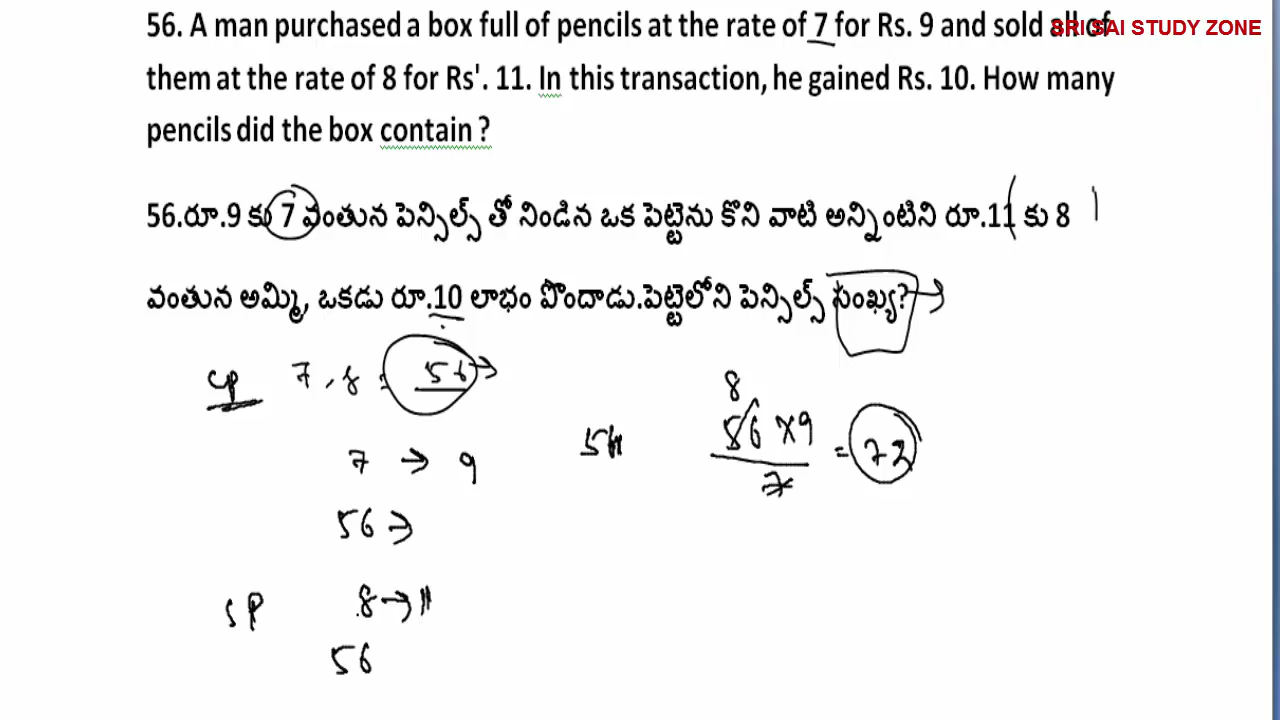 SRI SAI STUDY ZONE
56. A man purchased a box full of pencils at the rate of 7 for Rs. 9 and sold all of
them at the rate of 8 for Rs'. 11. In this transaction, he gained Rs. 10. How many
pencils did the box contain ?
56.రూ.9 కు 7 వంతున పెన్సిల్స్ తో నిండిన ఒక పెట్టెను కొని వాటి అన్నింటిని రూ.11 కు 8
వంతున అమ్మి, ఒకడు రూ.10 లాభం పొందాడు.పెట్టెలోని పెన్సిల్స్ సంఖ్య?
CP 7, 8 = 56 →
8
56 × 9
7 = 72
7 → 9
56 →
SP 8 → 11
56